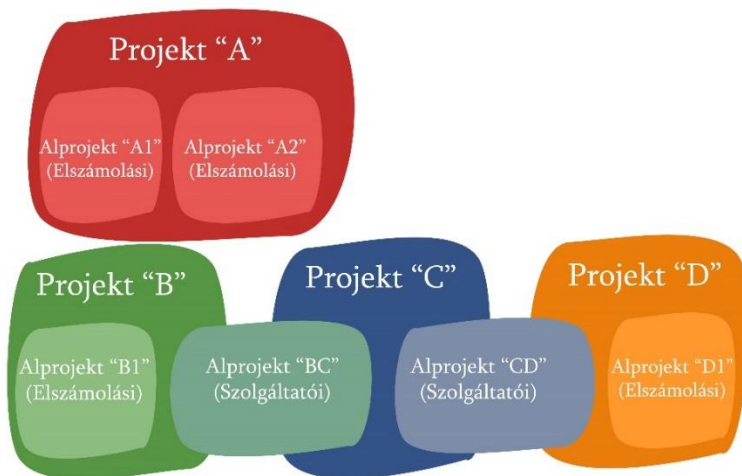 Projekt “A”
Alprojekt “A1”
(Elszámolási)
Alprojekt “A2”
(Elszámolási)
Projekt “B”
Projekt “C”
Projekt “D”
Alprojekt “B1”
(Elszámolási)
Alprojekt “BC”
(Szolgáltatói)
Alprojekt “CD”
(Szolgáltatói)
Alprojekt “D1”
(Elszámolási)